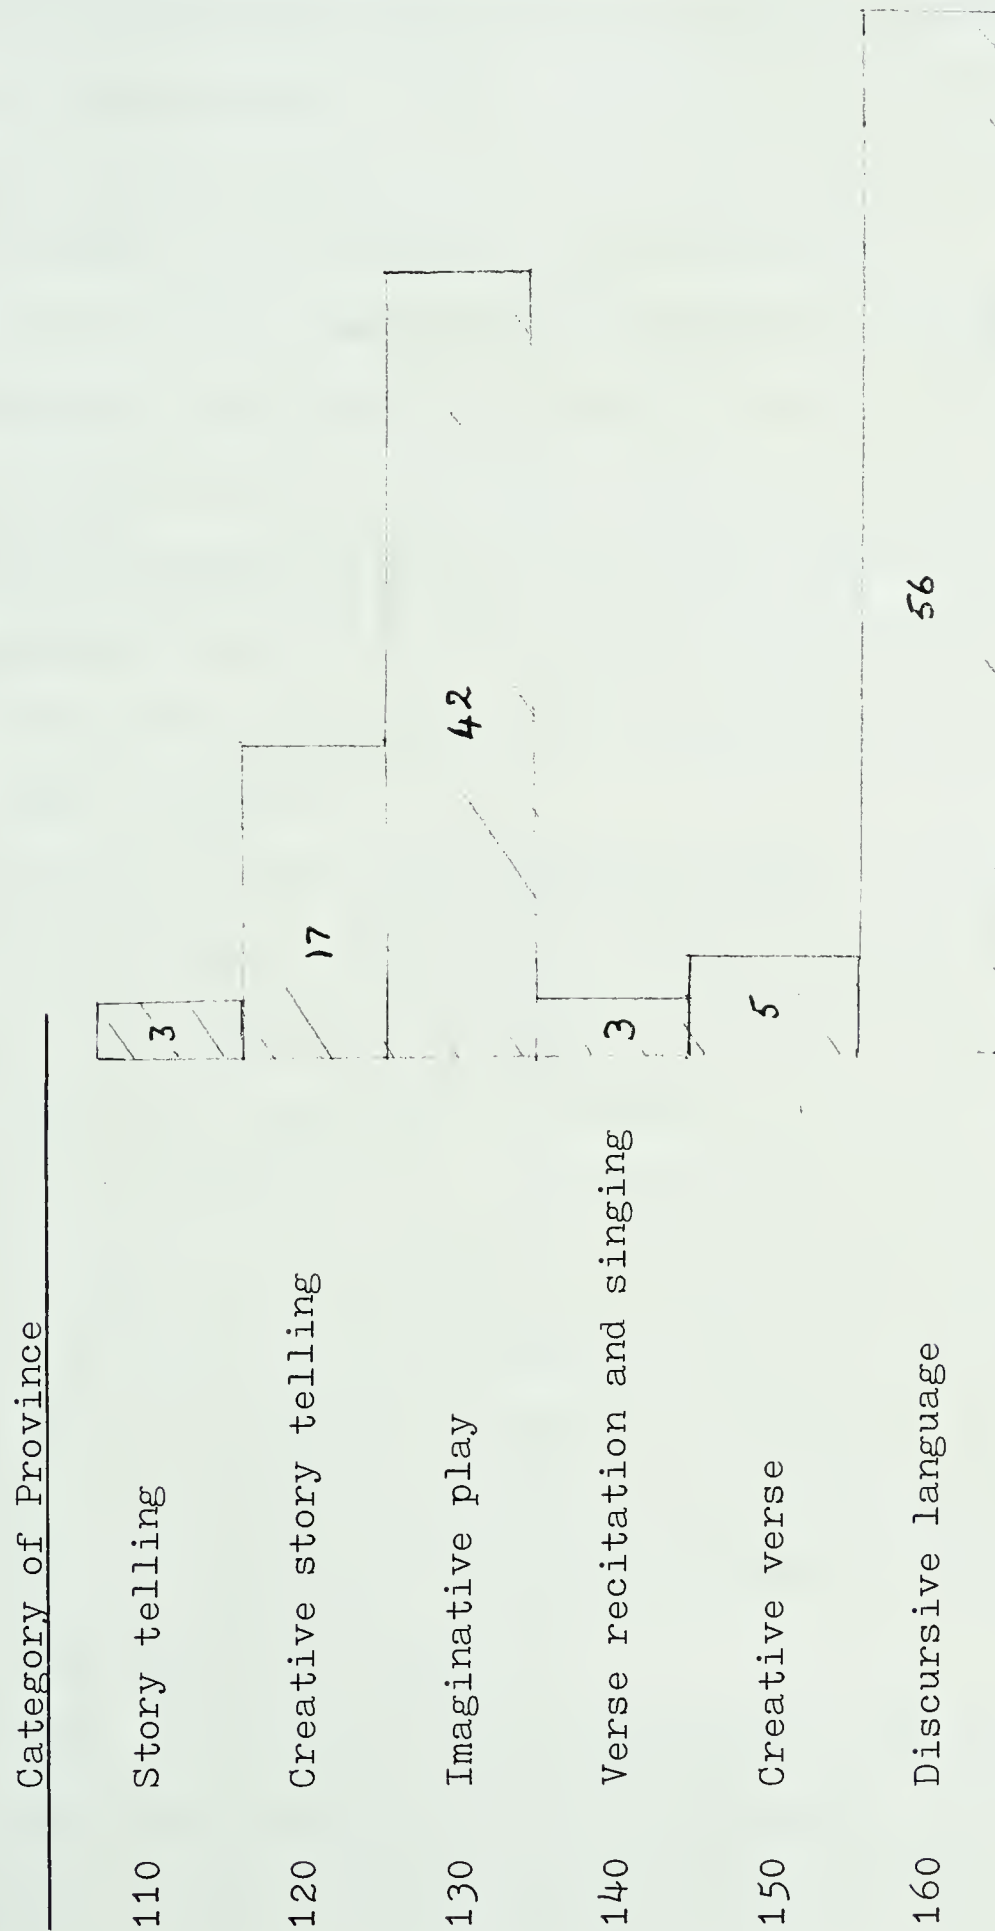 Category of Province
110 Story telling 3
120 Creative story telling 17
130 Imaginative play 42
140 Verse recitation and singing 3
150 Creative verse 5
160 Discursive language 56